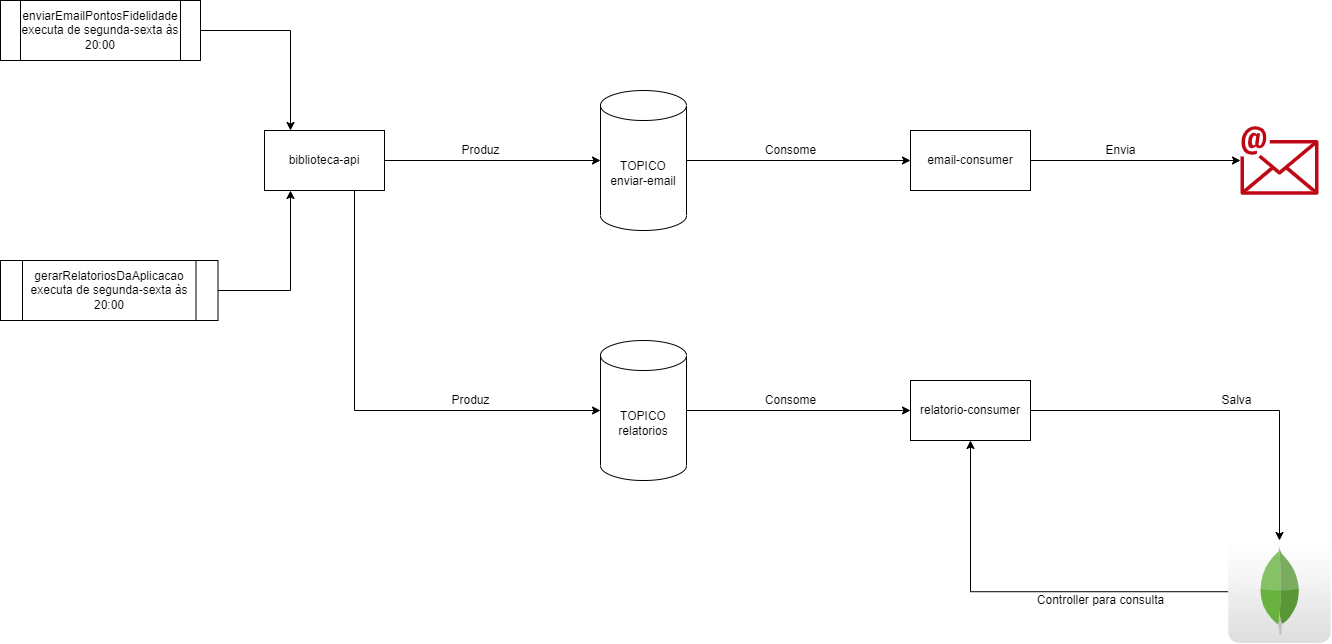 enviarEmailPontosFidelidade
executa de segunda-sexta às
20:00
biblioteca-api
Produz
TOPICO
enviar-email
Consome
email-consumer
Envia
@
gerarRelatoriosDaAplicacao
executa de segunda-sexta às
20:00
Produz
TOPICO
relatorios
Consome
relatorio-consumer
Salva
Controller para consulta